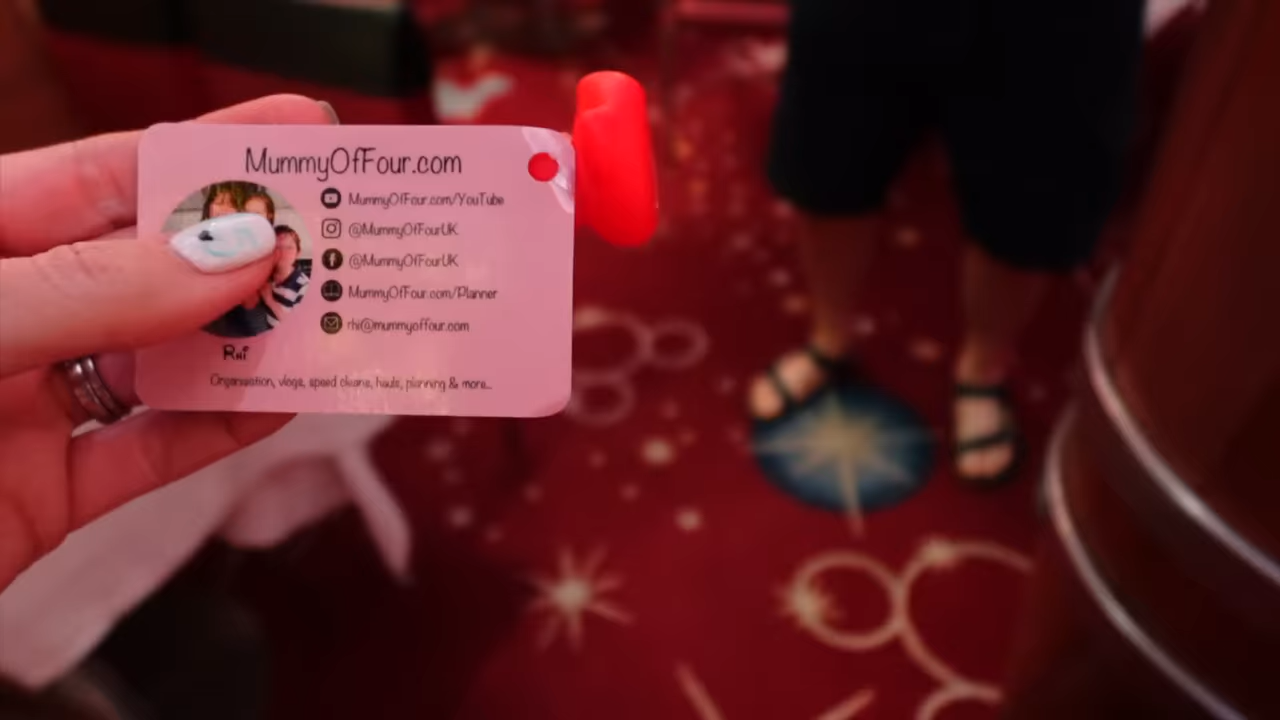 MummyOfFour.com
MummyOfFour.com/YouTube
@MummyOfFourUK
@MummyOfFourUK
MummyOfFour.com/Planner
rhi@mummyoffour.com
Rhi
Organisation, vlogs, speed cleans, hauls, planning & more...